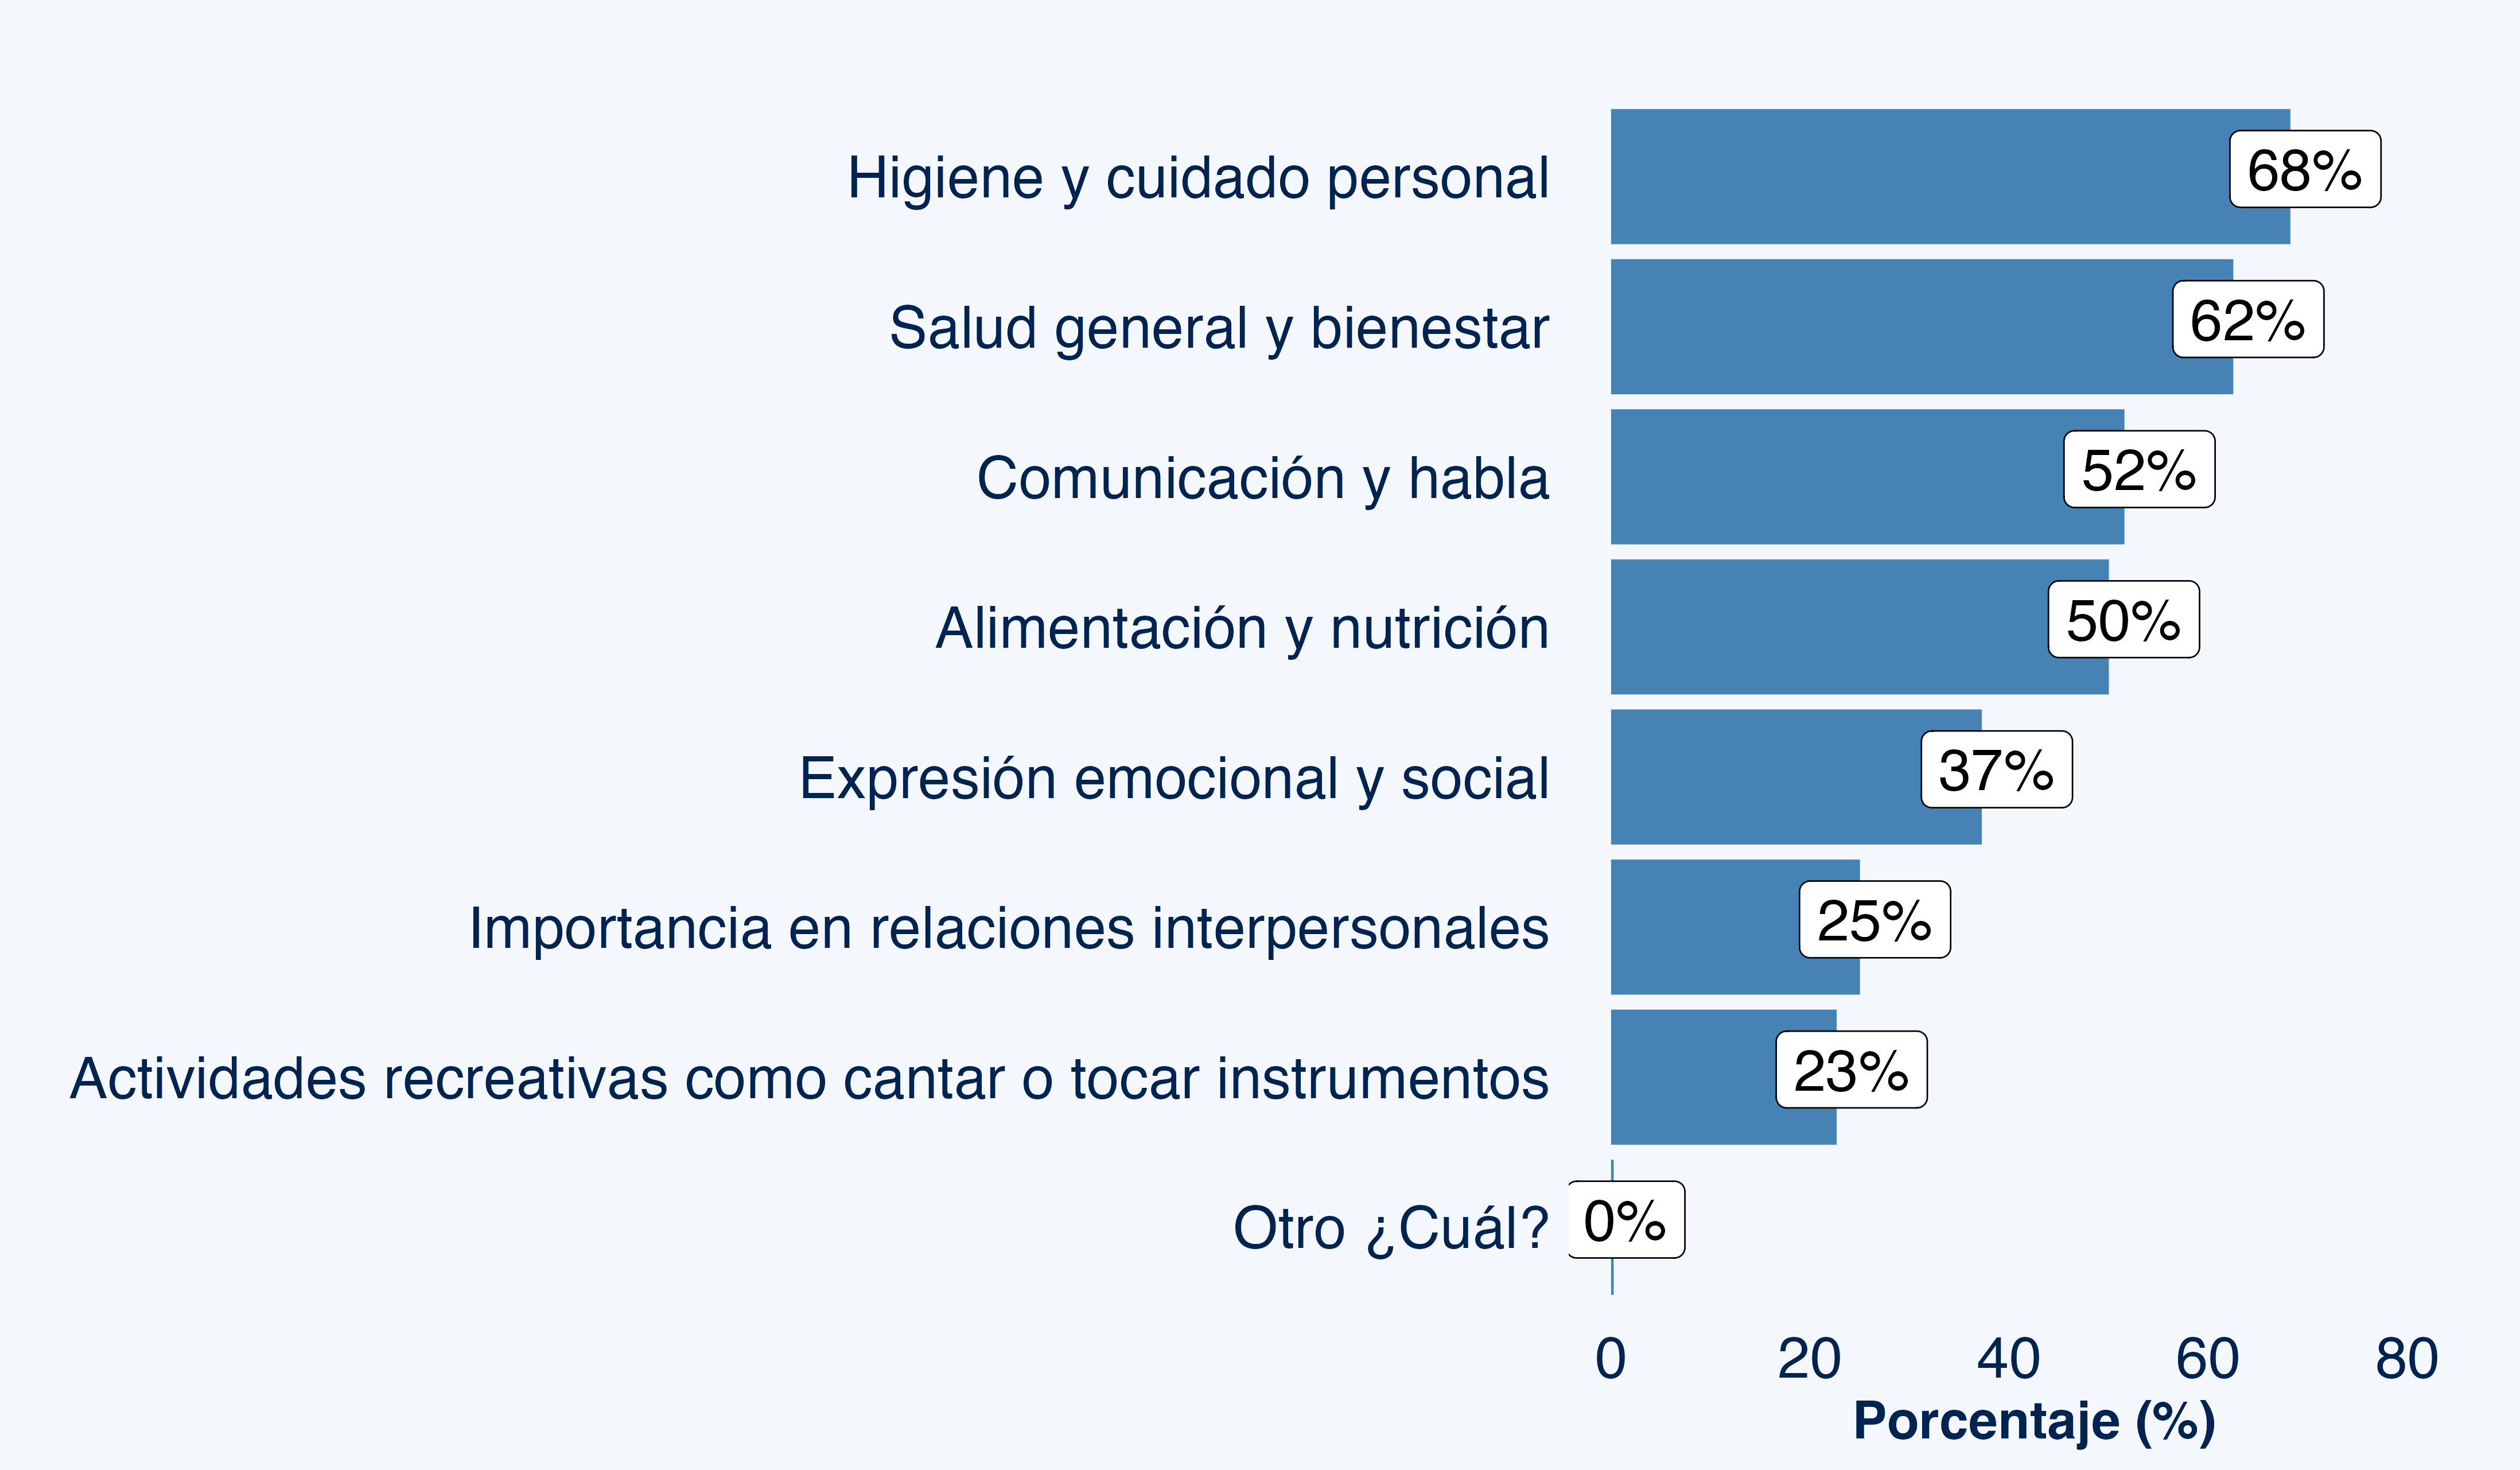 Higiene y cuidado personal 68%
Salud general y bienestar 62%
Comunicación y habla 52%
Alimentación y nutrición 50%
Expresión emocional y social 37%
Importancia en relaciones interpersonales 25%
Actividades recreativas como cantar o tocar instrumentos 23%
Otro ¿Cuál? 0%
0 20 40 60 80
Porcentaje (%)